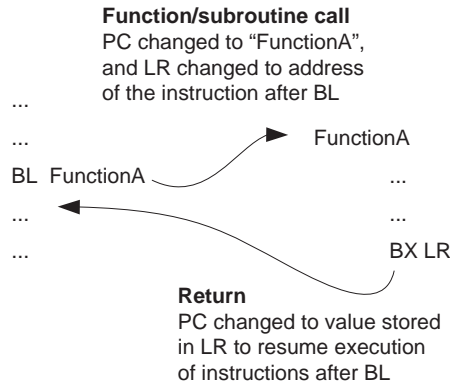 Function/subroutine call
PC changed to “FunctionA”,
and LR changed to address
of the instruction after BL
...
...
BL FunctionA
...
...
FunctionA
...
...
BX LR
Return
PC changed to value stored
in LR to resume execution
of instructions after BL